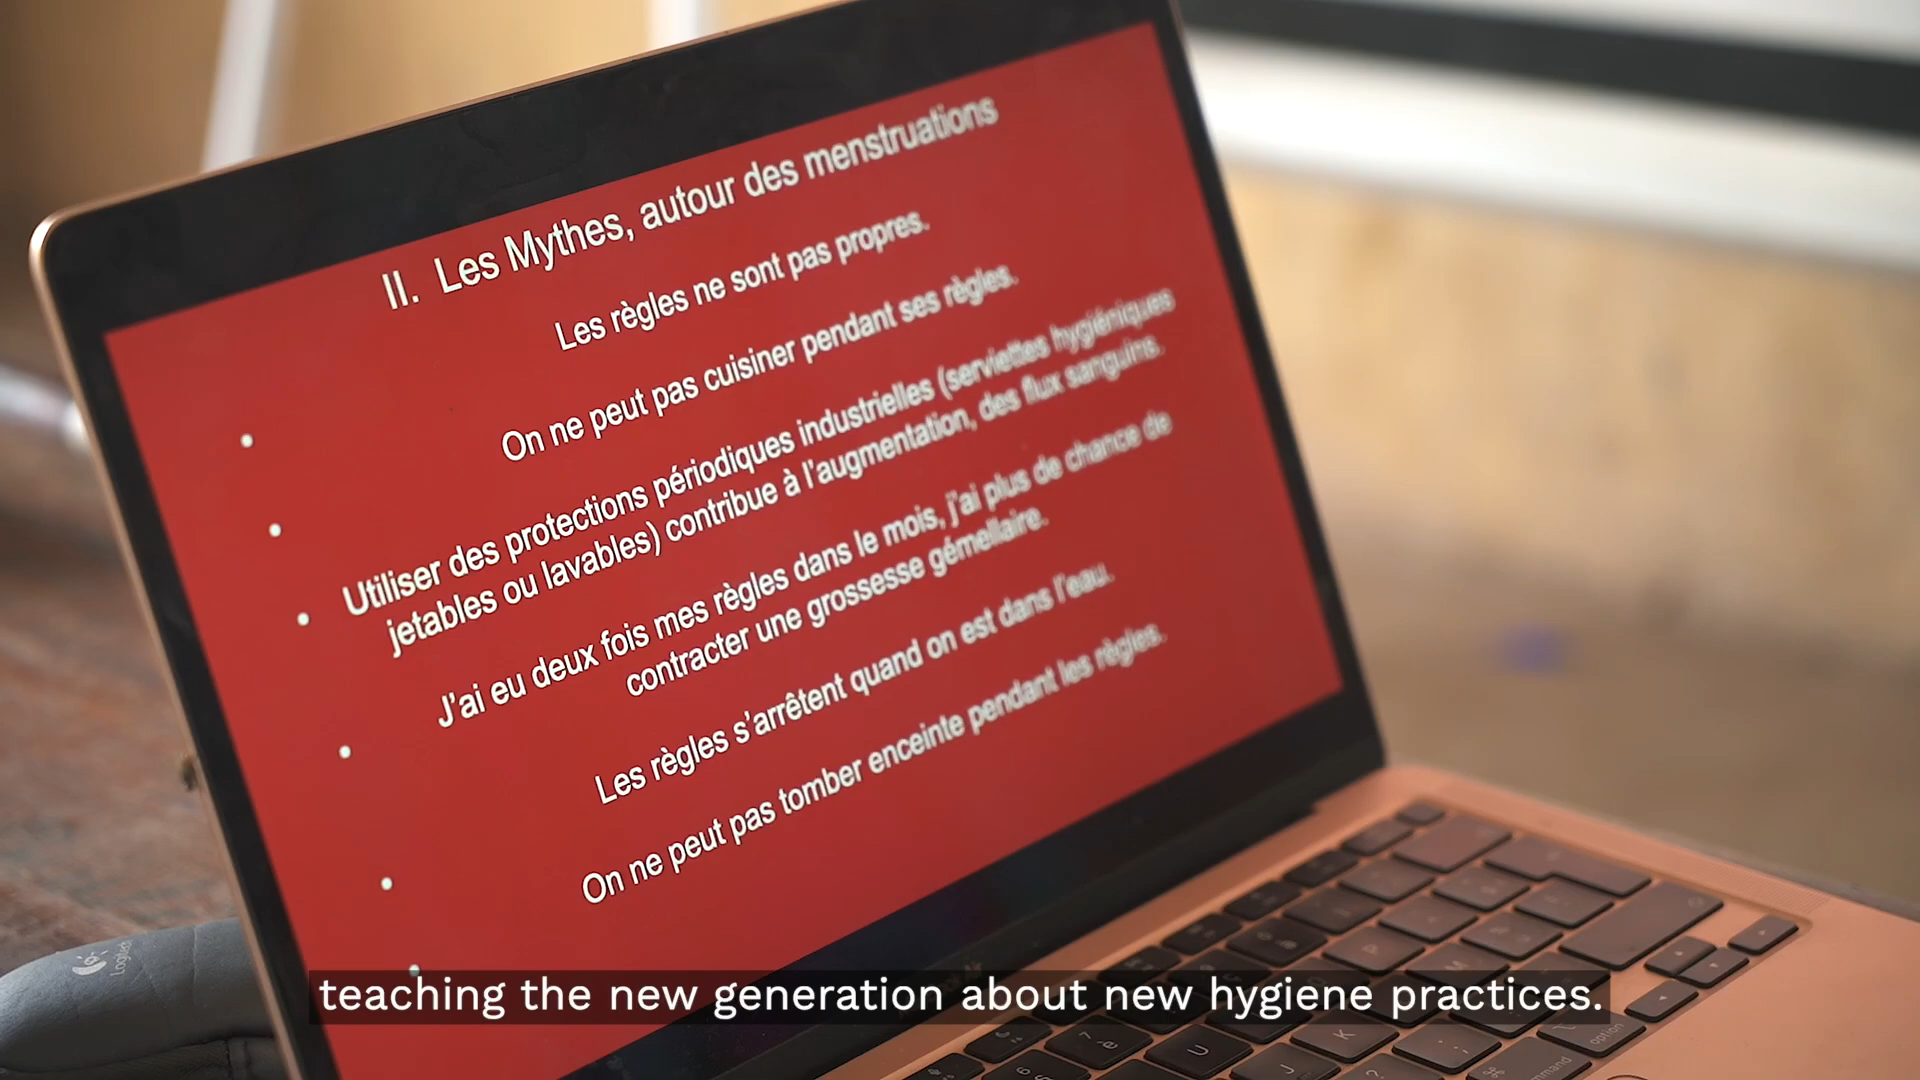 II. Les Mythes, autour des menstruations
Les règles ne sont pas propres.
• On ne peut pas cuisiner pendant ses règles.
• Utiliser des protections périodiques industrielles (serviettes hygiéniques
jetables ou lavables) contribue à l'augmentation, des flux sanguins.
• J'ai eu deux fois mes règles dans le mois, j'ai plus de chance de
contracter une grossesse gémellaire.
• Les règles s'arrêtent quand on est dans l'eau.
• On ne peut pas tomber enceinte pendant les règles.
Logitech
teaching the new generation about new hygiene practices.
option
P
M
K
U
J
7 è
6
?
⌘